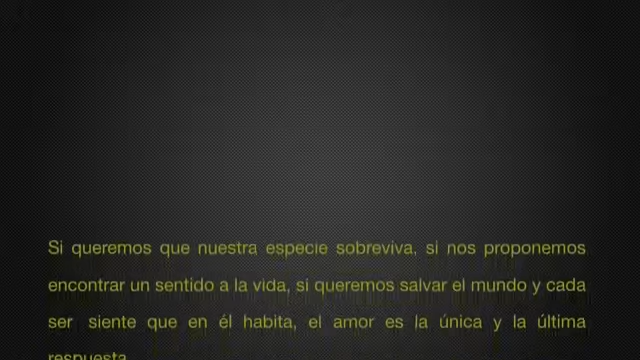 Si queremos que nuestra especie sobreviva, si nos proponemos
encontrar un sentido a la vida, si queremos salvar el mundo y cada
ser siente que en él habita, el amor es la única y la última
respuesta